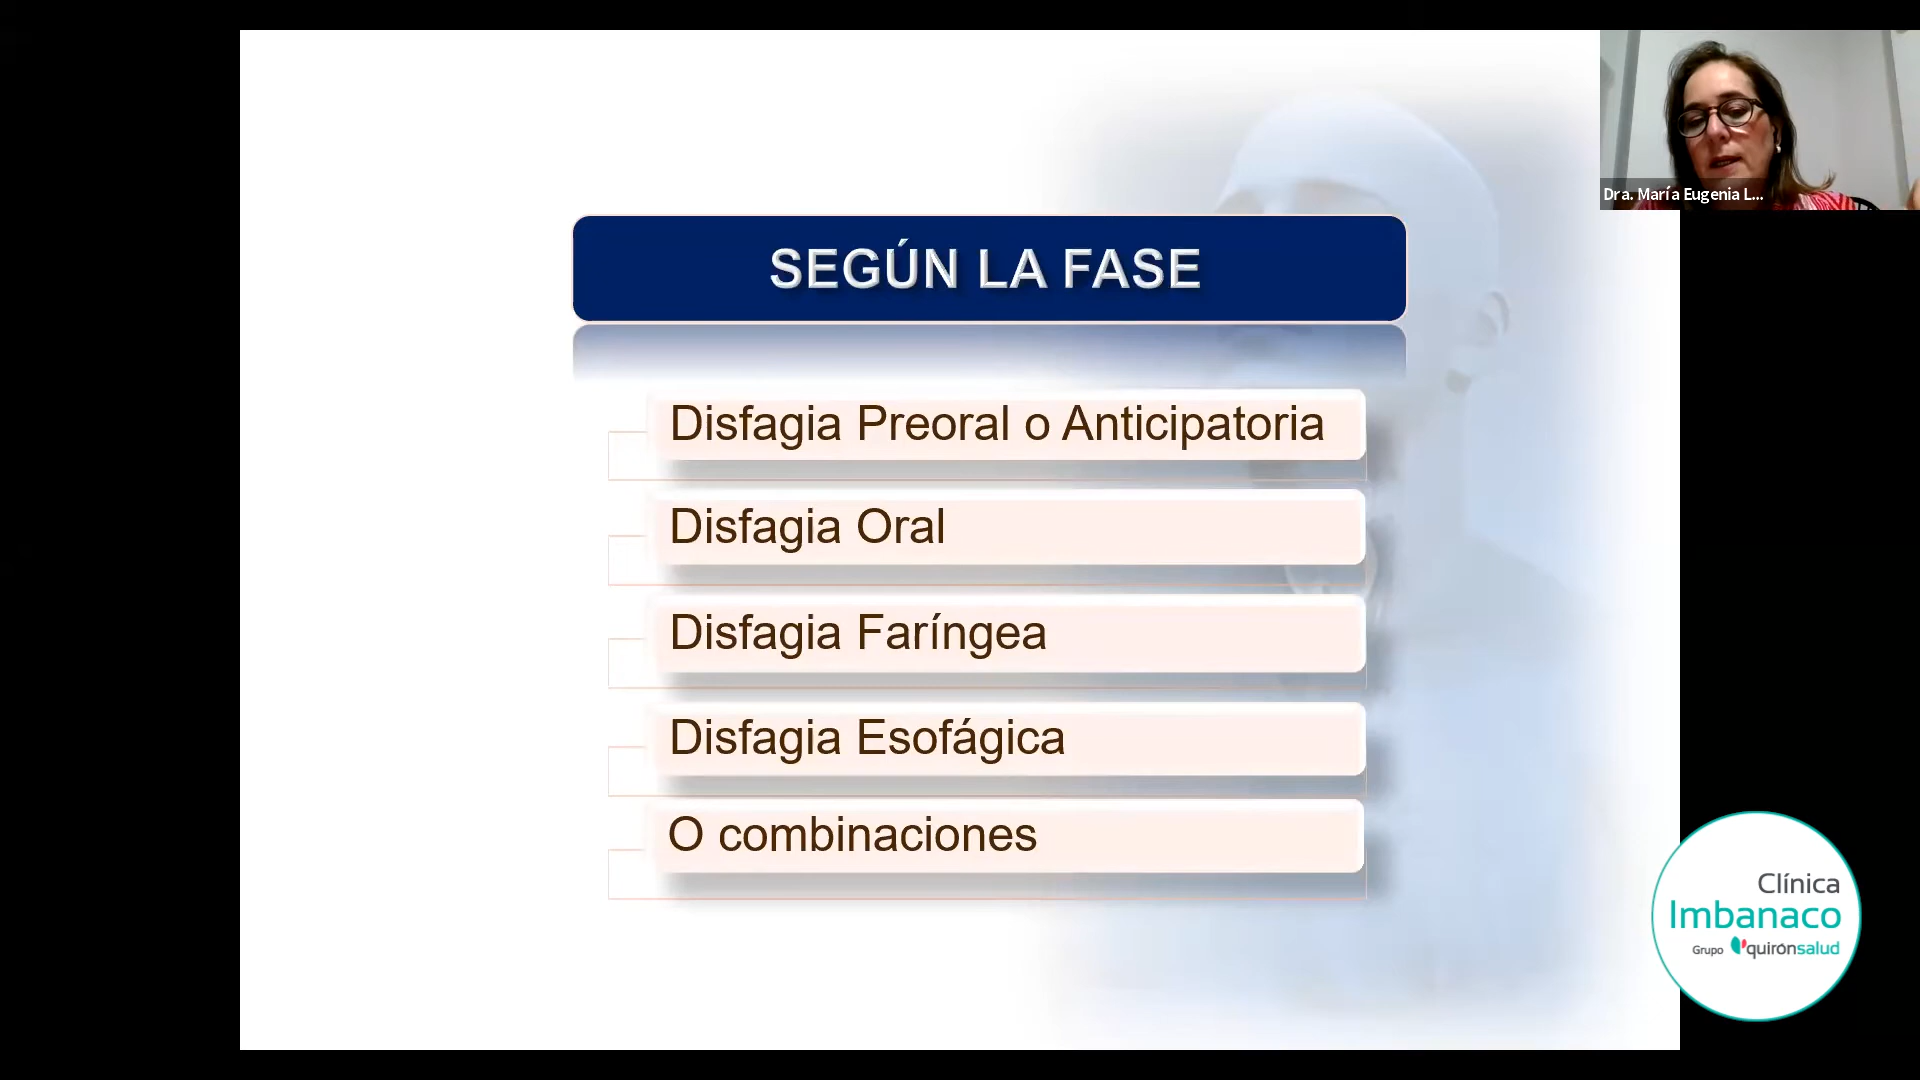 Dra. María Eugenia L...
SEGÚN LA FASE
Disfagia Preoral o Anticipatoria
Disfagia Oral
Disfagia Faríngea
Disfagia Esofágica
O combinaciones
Clínica
Imbanaco
Grupo quirónsalud